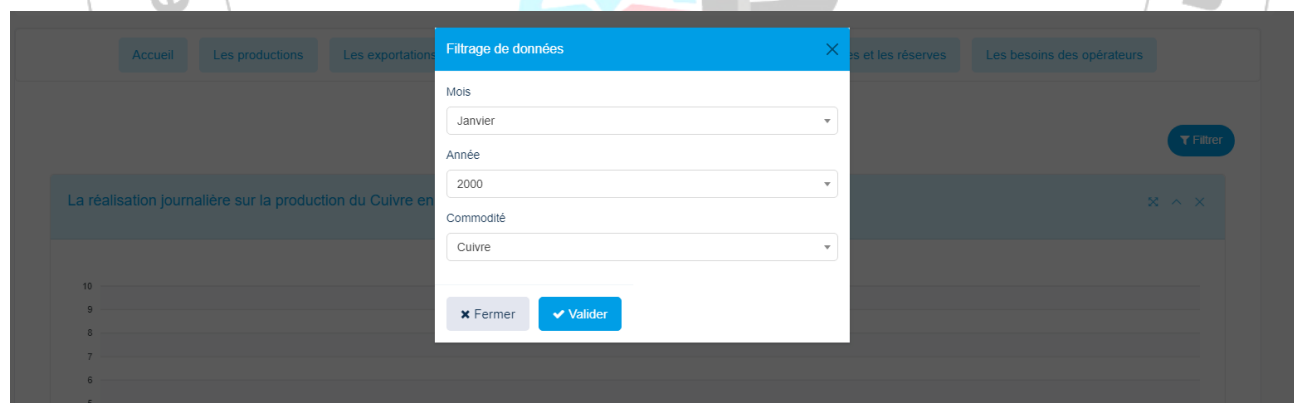 Accueil
Les productions
Les exportations
es et les réserves
Les besoins des opérateurs
Filtrage de données
Mois
Janvier
Année
2000
Commodité
Cuivre
Fermer
Valider
Filtrer
La réalisation journalière sur la production du Cuivre en
10
9
8
7
6